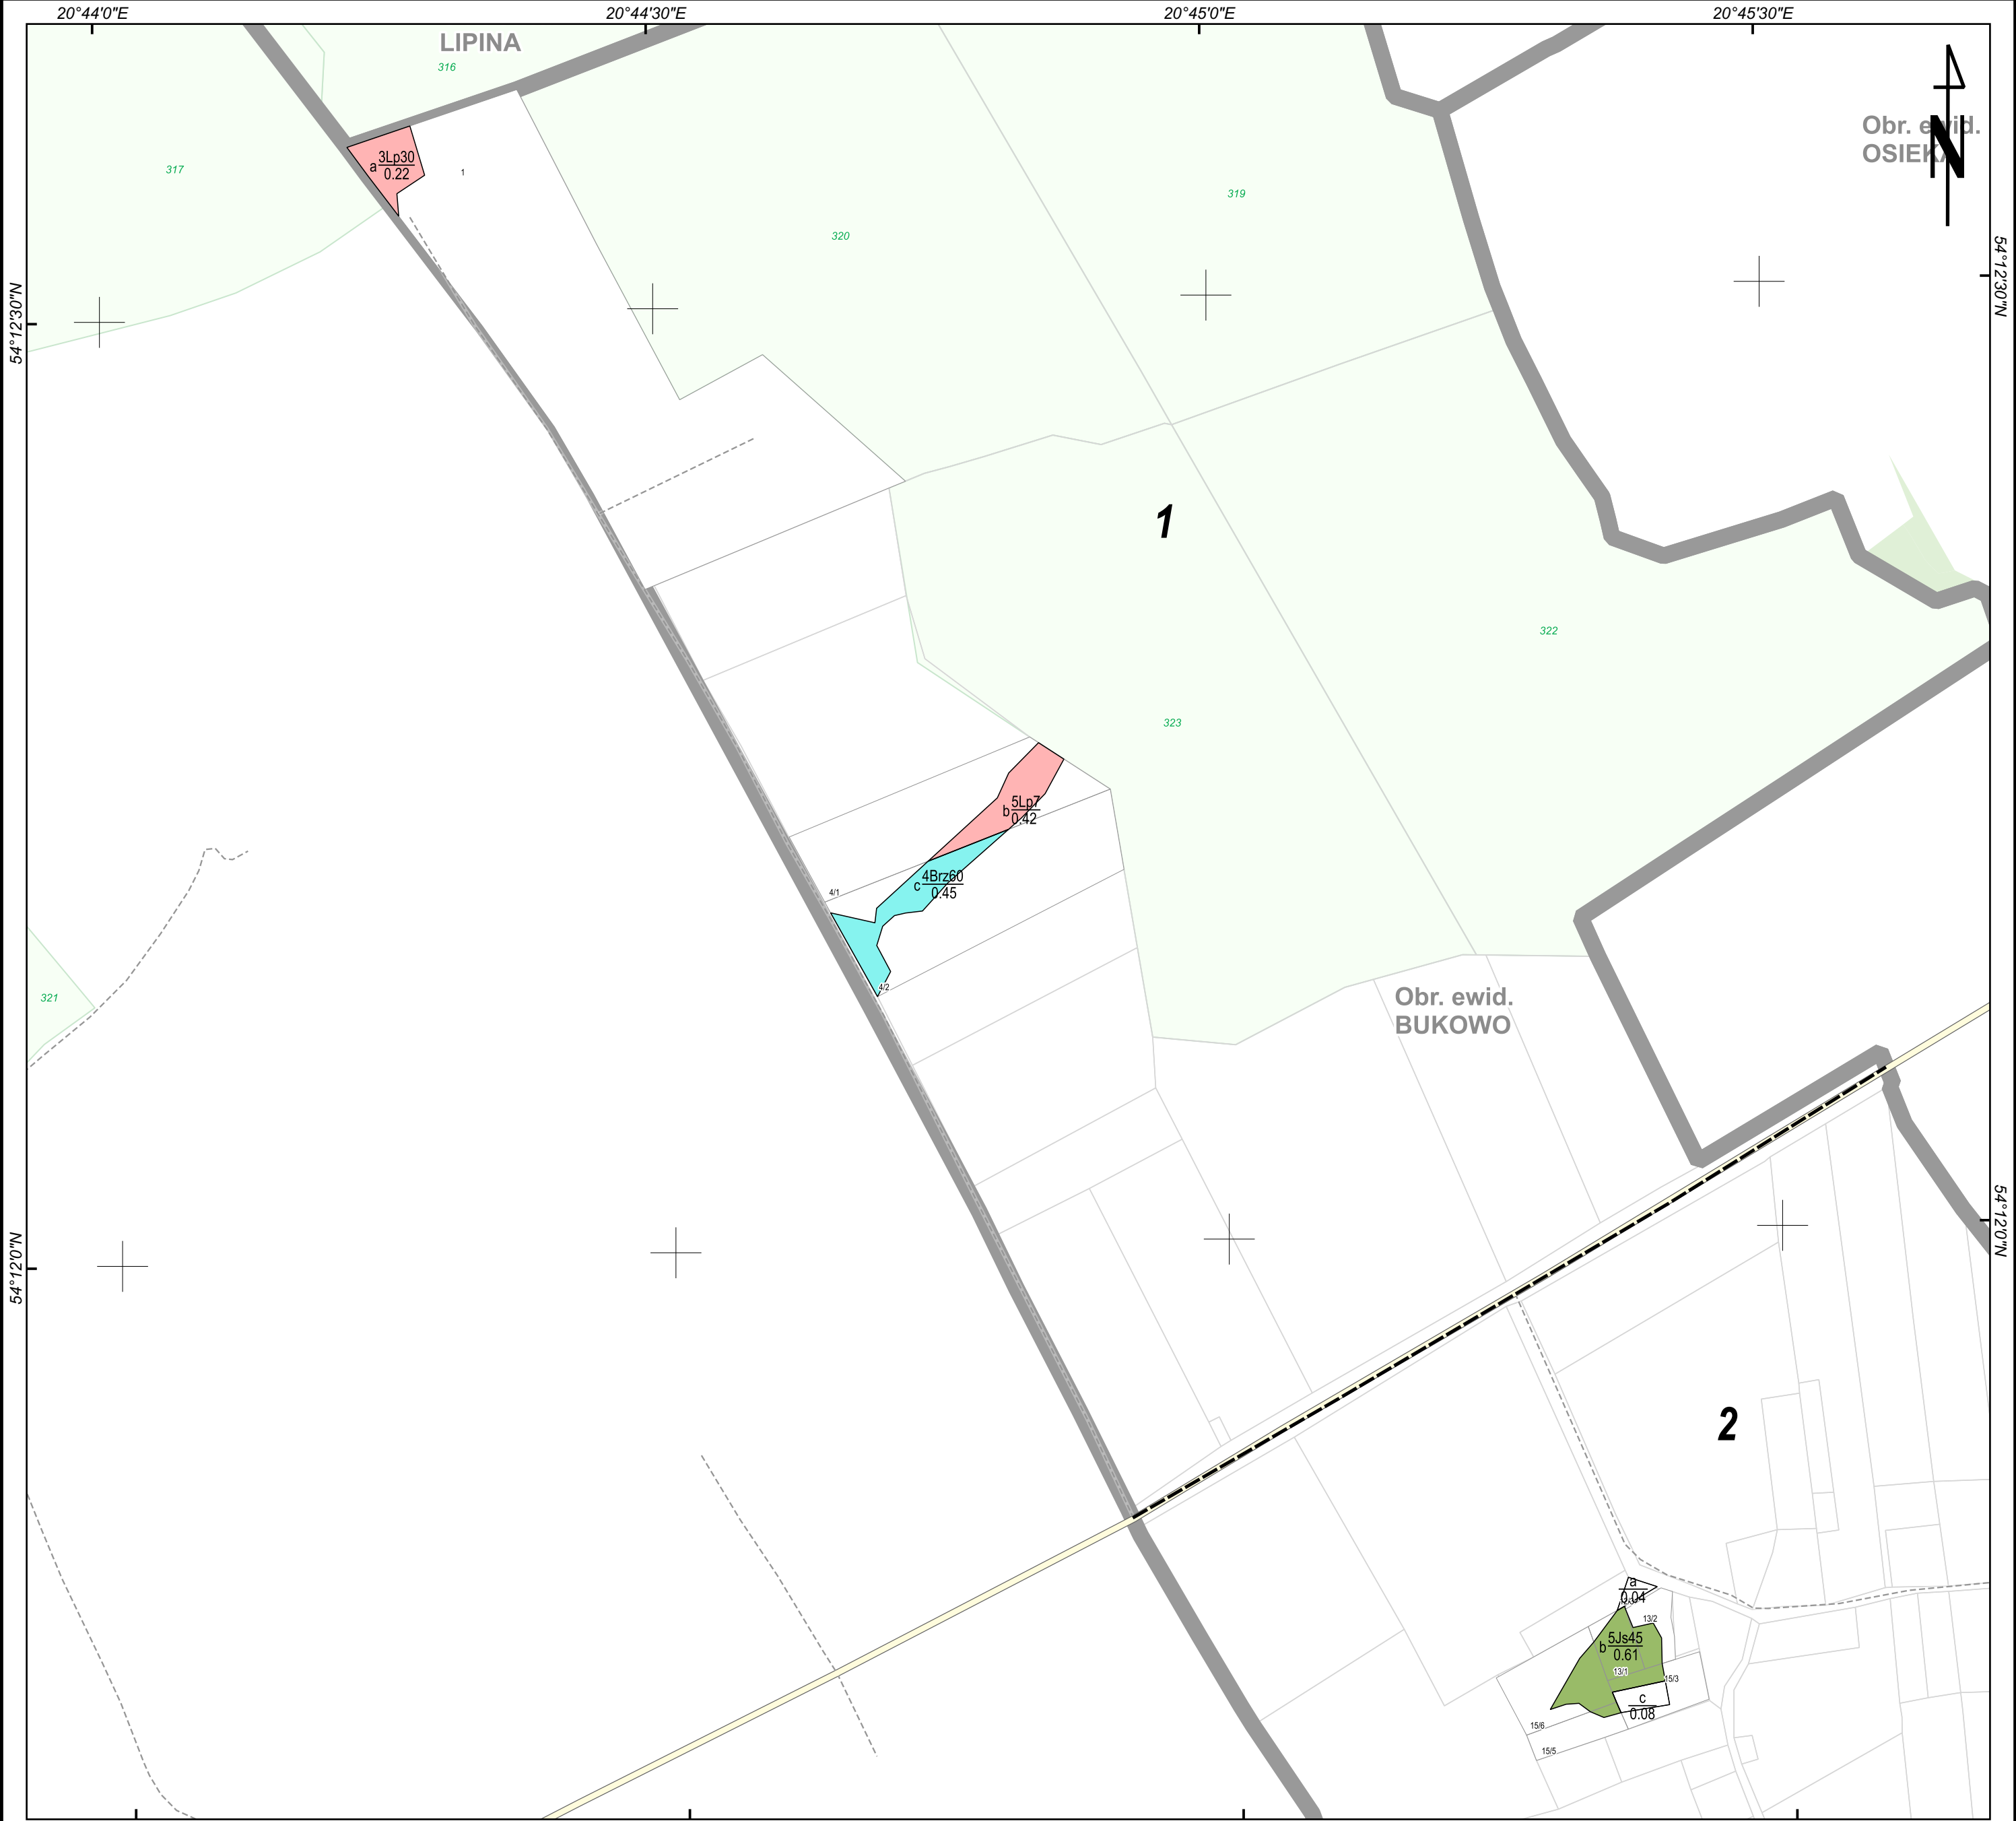 20°44'0"E
20°44'30"E
20°45'0"E
20°45'30"E
LIPINA
316
Obr. ewid.
OSIEKA
N
317
a 3Lp30
0.22
1
319
320
54°12'30"N
54°12'30"N
1
322
323
b 5Lp7
0.42
c 4Brz60
0.45
4/1
4/2
321
Obr. ewid.
BUKOWO
54°12'0"N
54°12'0"N
2
a
0.04
13/2
b 5Js45
0.61
13/1
15/3
c
0.08
15/6
15/5